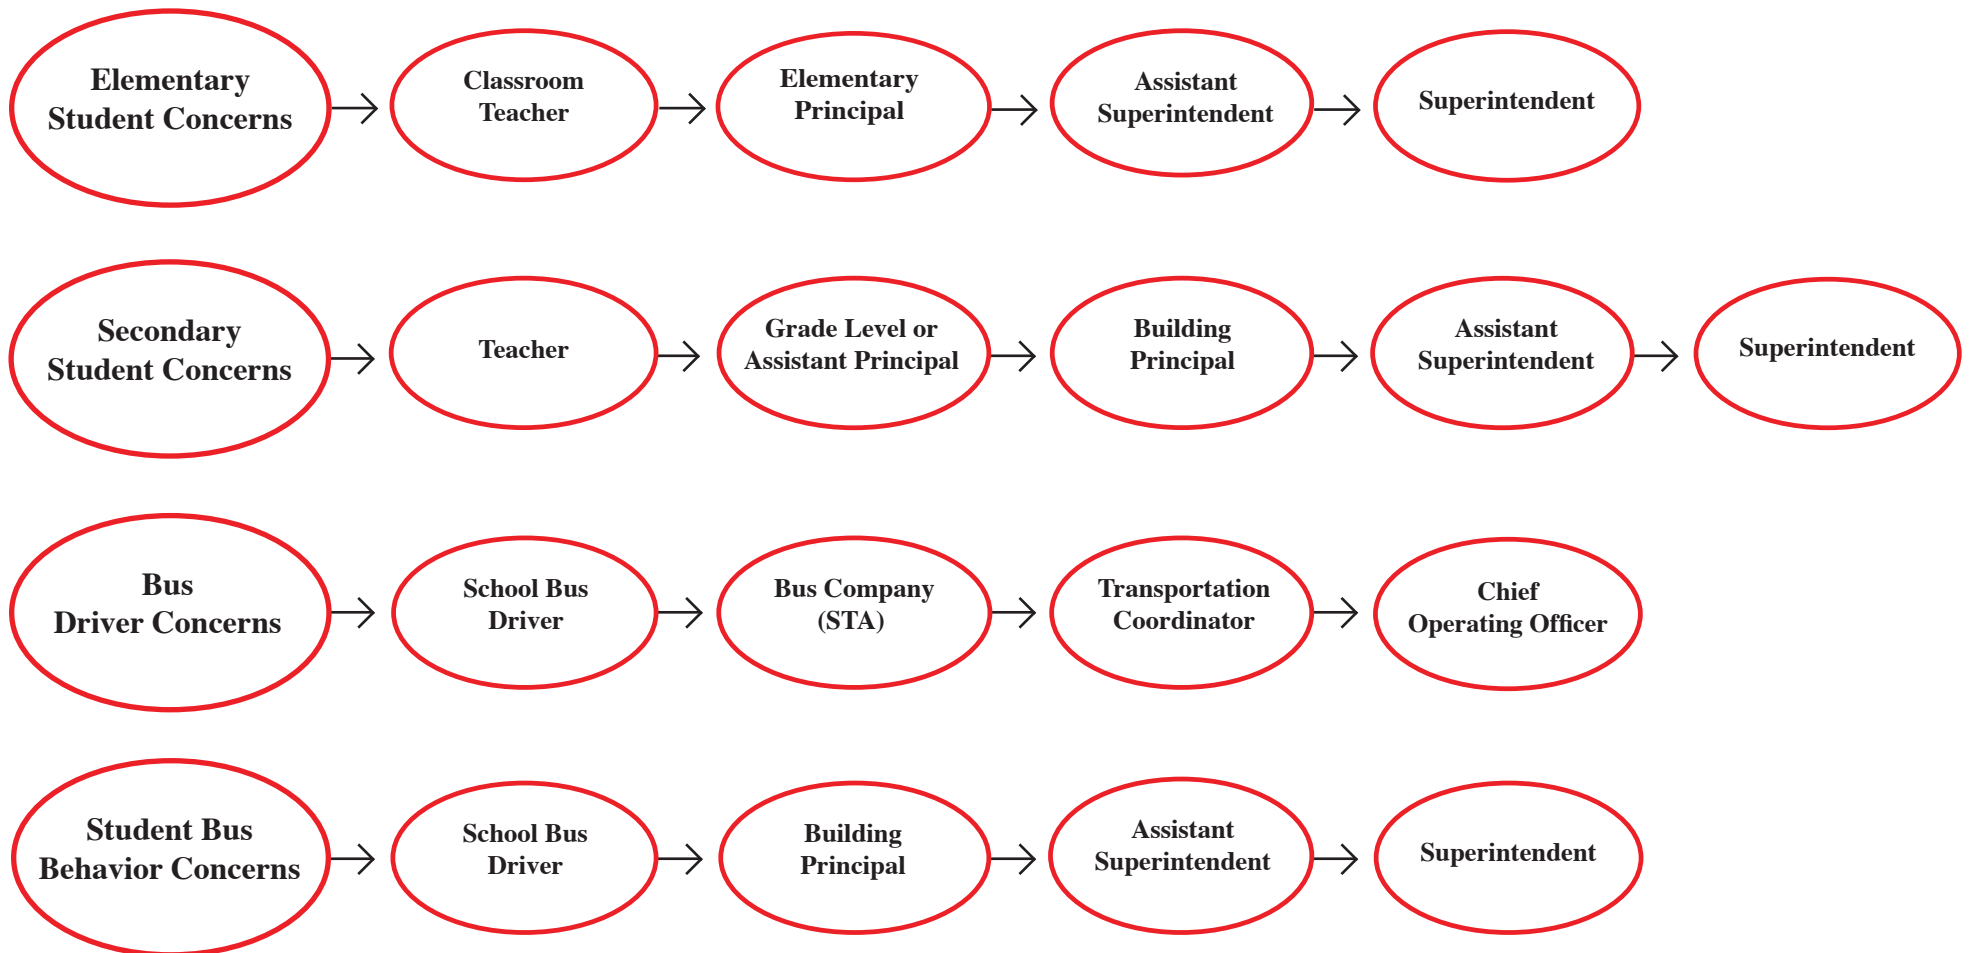 Elementary
Student Concerns
Classroom
Teacher
Elementary
Principal
Assistant
Superintendent
Superintendent
Secondary
Student Concerns
Teacher
Grade Level or
Assistant Principal
Building
Principal
Assistant
Superintendent
Superintendent
Bus
Driver Concerns
School Bus
Driver
Bus Company
(STA)
Transportation
Coordinator
Chief
Operating Officer
Student Bus
Behavior Concerns
School Bus
Driver
Building
Principal
Assistant
Superintendent
Superintendent